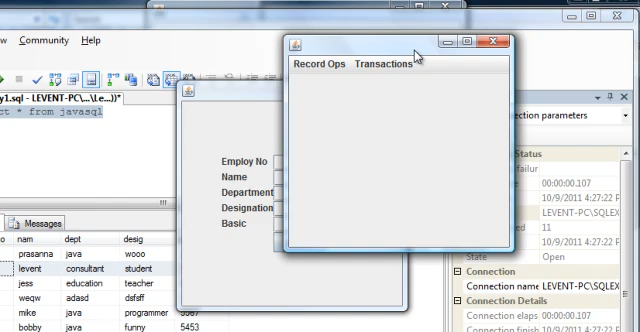 w Community Help
Record Ops Transactions
y1.sql - LEVENT-PC\...\Le...))*
ct * from javasql
ection parameters
Employ No
Name
Department
Designation
Basic
Status
failur
00:00:00.107
10/9/2011 4:27:22 P
LEVENT-PC\SQLEX
ed 11
10/9/2011 4:27:22 P
State Open
Connection
Connection name LEVENT-PC\SQLEX
Connection Details
Connection elaps 00:00:00.107
Connection finish 10/9/2011 4:27:22 P
Messages
o nam dept desig
prasanna java wooo
levent consultant student
jess education teacher
weqw adasd dsfsff
mike java programmer 5567
bobby java funny 5453